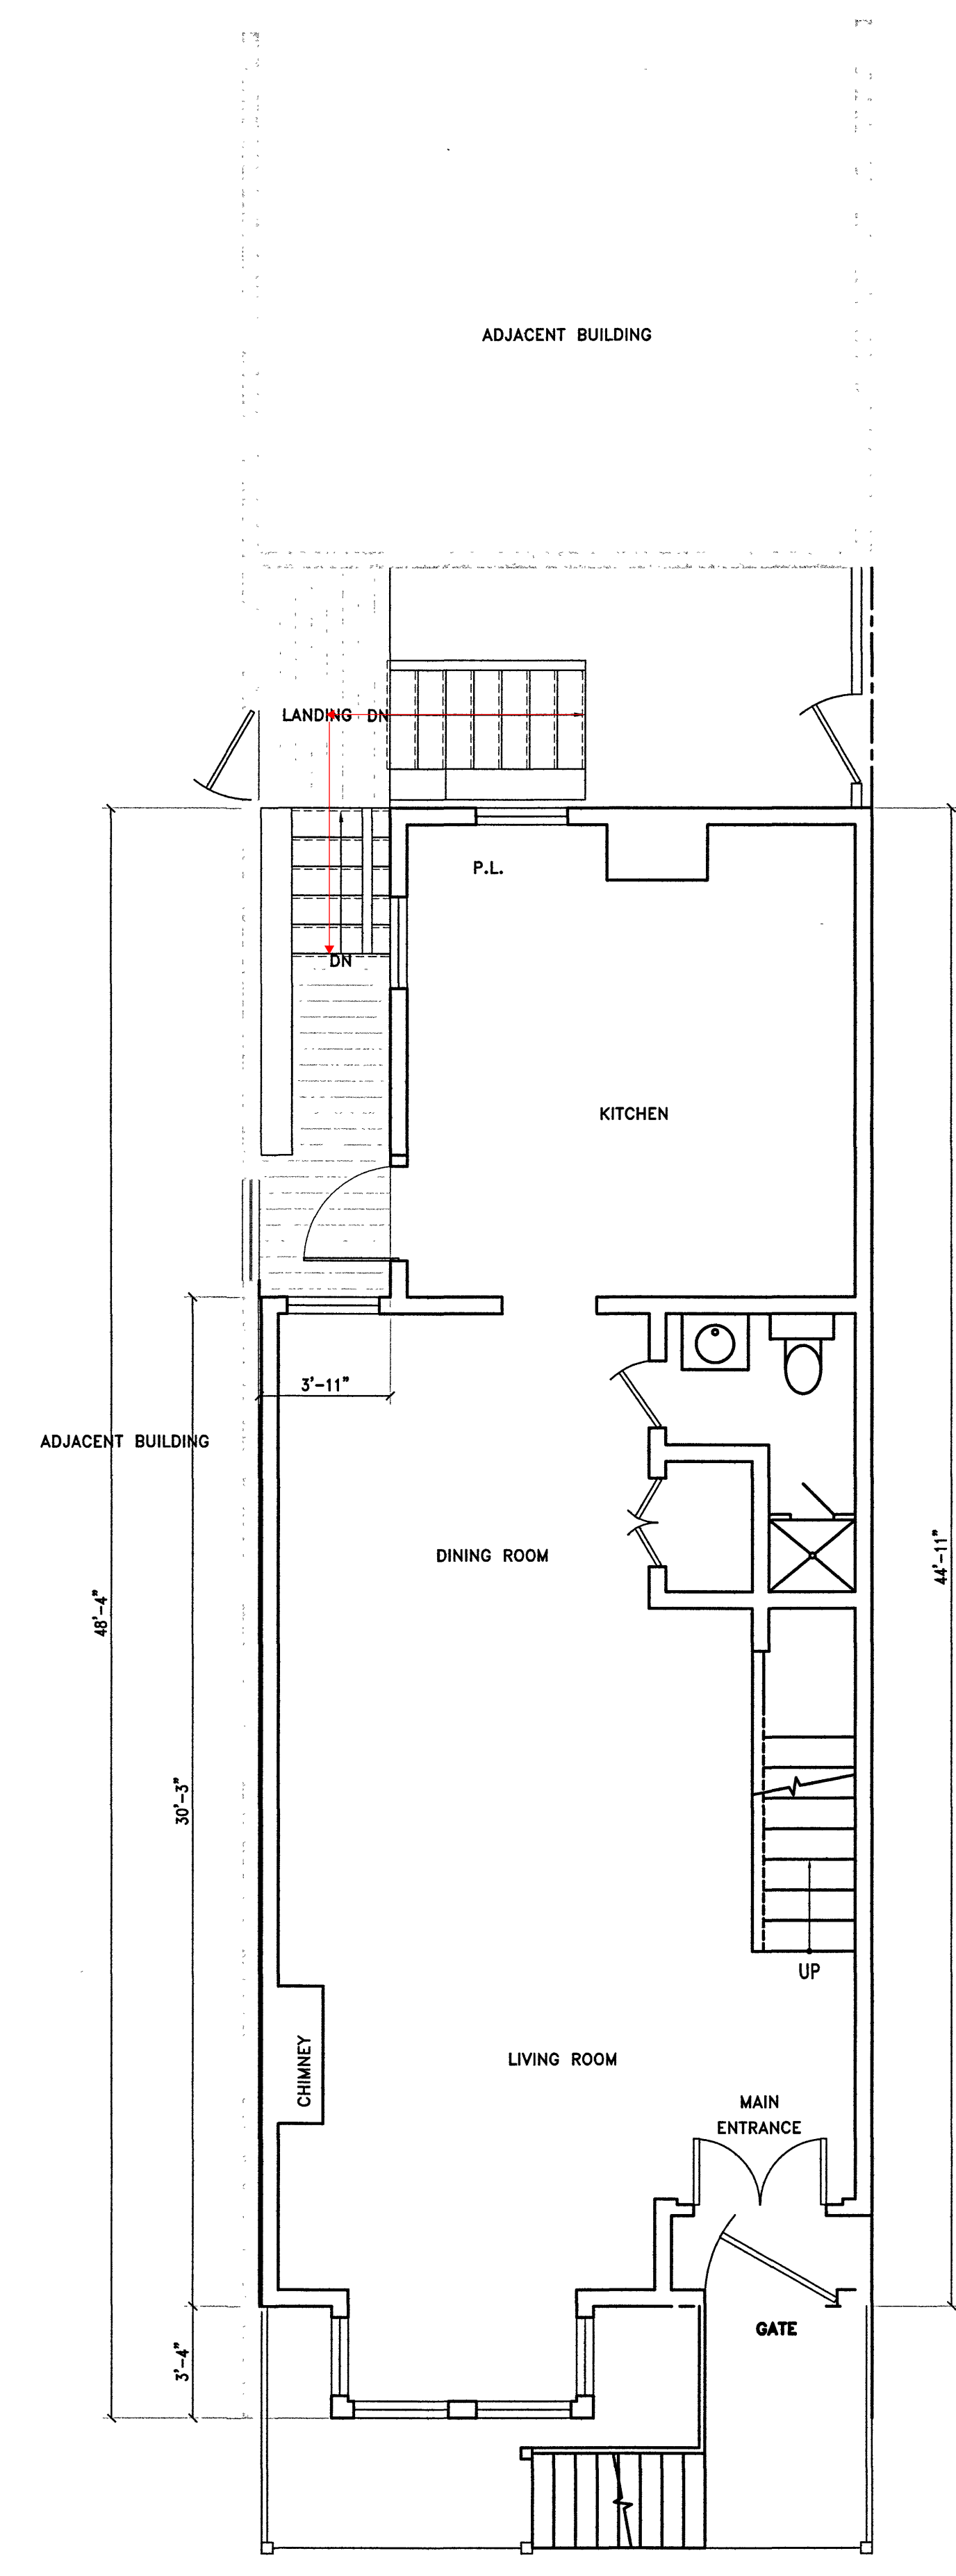 ADJACENT BUILDING
LANDING DN
P.L.
DN
KITCHEN
3'-11"
ADJACENT BUILDING
DINING ROOM
44'-11"
48'-4"
30'-3"
UP
CHIMNEY
LIVING ROOM
MAIN
ENTRANCE
GATE
3'-4"